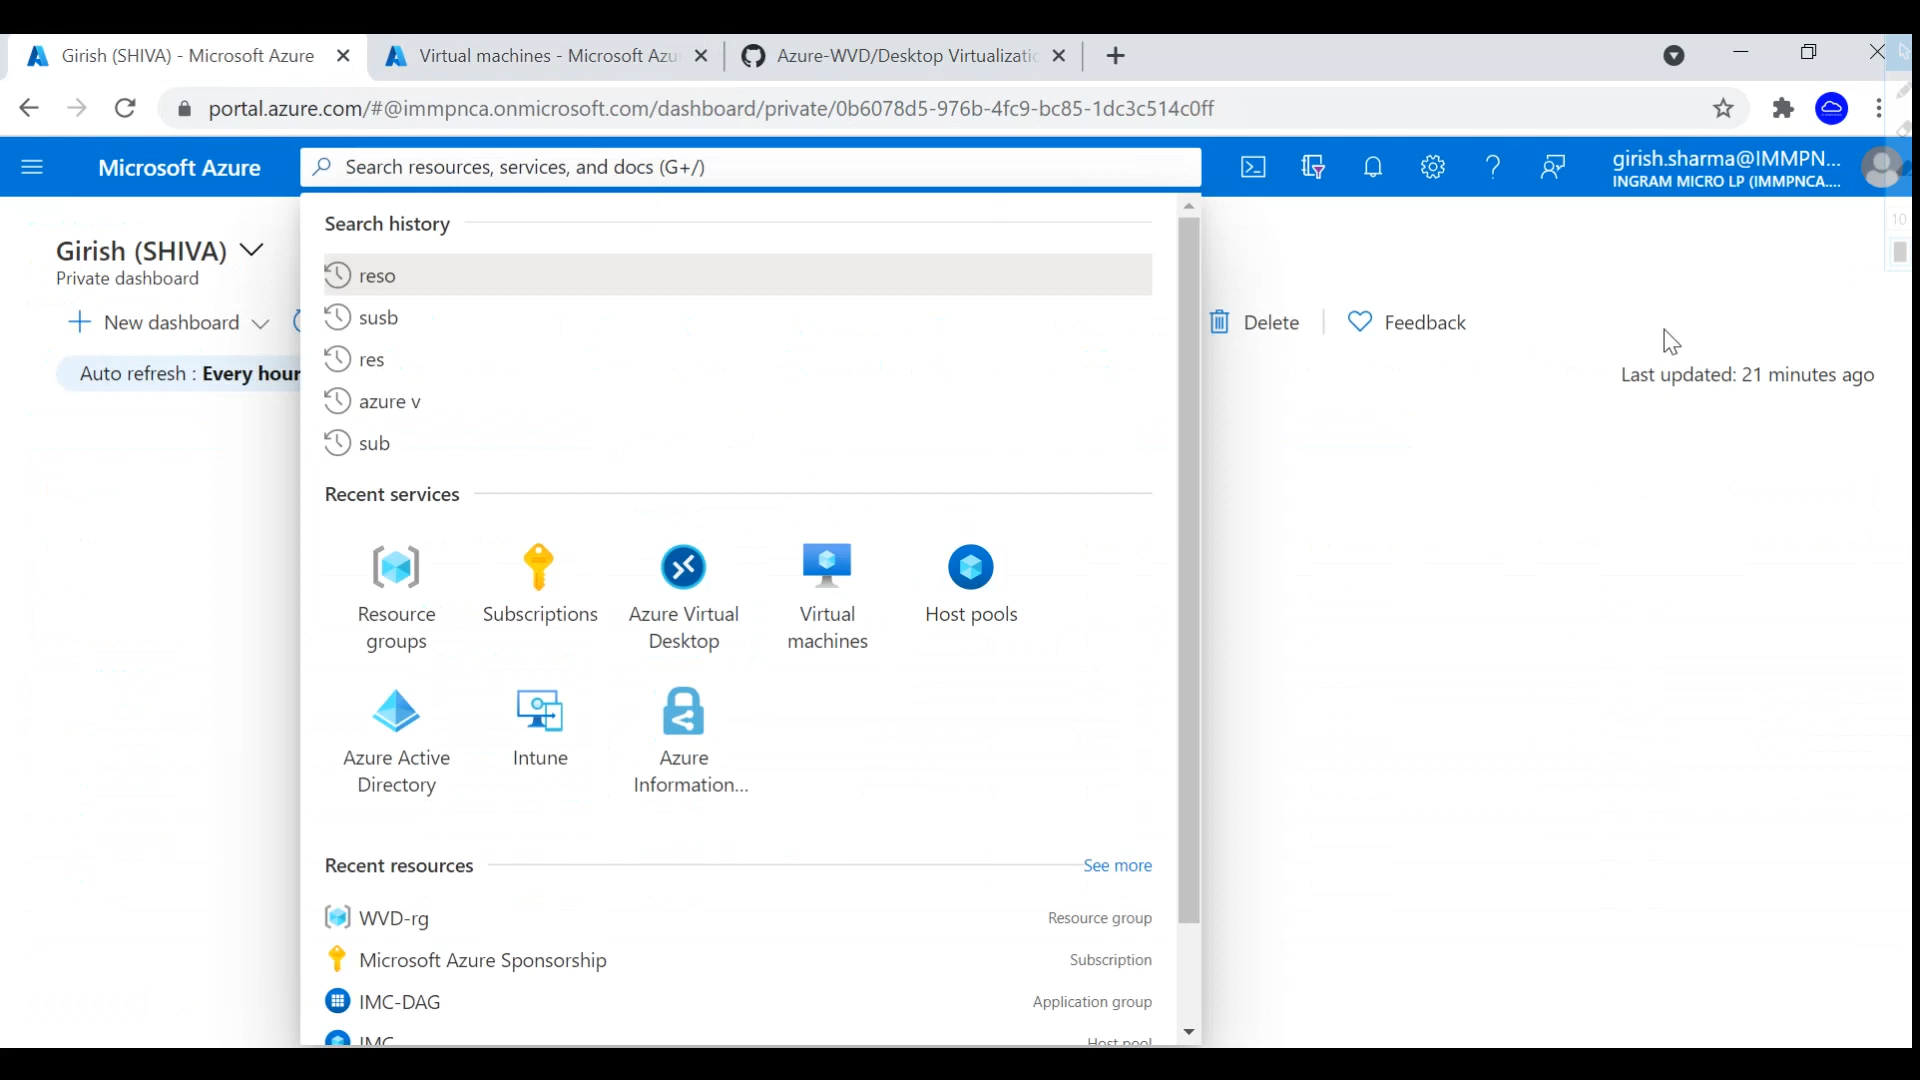 Girish (SHIVA) - Microsoft Azure
Virtual machines - Microsoft Azu
Azure-WVD/Desktop Virtualizatic
portal.azure.com/#@immpnca.onmicrosoft.com/dashboard/private/0b6078d5-976b-4fc9-bc85-1dc3c514c0ff
Microsoft Azure
Search resources, services, and docs (G+/)
girish.sharma@IMMPN...
INGRAM MICRO LP (IMMPNCA....
10
Girish (SHIVA)
Private dashboard
New dashboard
Delete
Feedback
Auto refresh : Every hour
Last updated: 21 minutes ago
Search history
reso
susb
res
azure v
sub
Recent services
Resource groups
Subscriptions
Azure Virtual Desktop
Virtual machines
Host pools
Azure Active Directory
Intune
Azure Information...
Recent resources
See more
WVD-rg
Resource group
Microsoft Azure Sponsorship
Subscription
IMC-DAG
Application group
IMC
Host pool